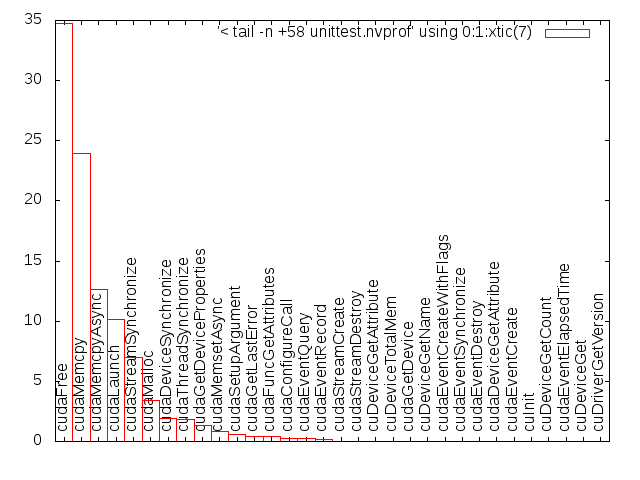 '< tail -n +58 unittest.nvprof' using 0:1:xtic(7)
35
30
25
20
15
10
5
0
cudaFree
cudaMemcpy
cudaMemcpyAsync
cudaLaunch
cudaStreamSynchronize
cudaMalloc
cudaDeviceSynchronize
cudaThreadSynchronize
cudaGetDeviceProperties
cudaMemsetAsync
cudaSetupArgument
cudaGetLastError
cudaFuncGetAttributes
cudaConfigureCall
cudaEventQuery
cudaEventRecord
cudaStreamCreate
cudaStreamDestroy
cuDeviceGetAttribute
cuDeviceTotalMem
cudaGetDevice
cuDeviceGetName
cudaEventCreateWithFlags
cudaEventSynchronize
cudaEventDestroy
cudaDeviceGetAttribute
cudaEventCreate
cuInit
cuDeviceGetCount
cudaEventElapsedTime
cuDeviceGet
cuDriverGetVersion